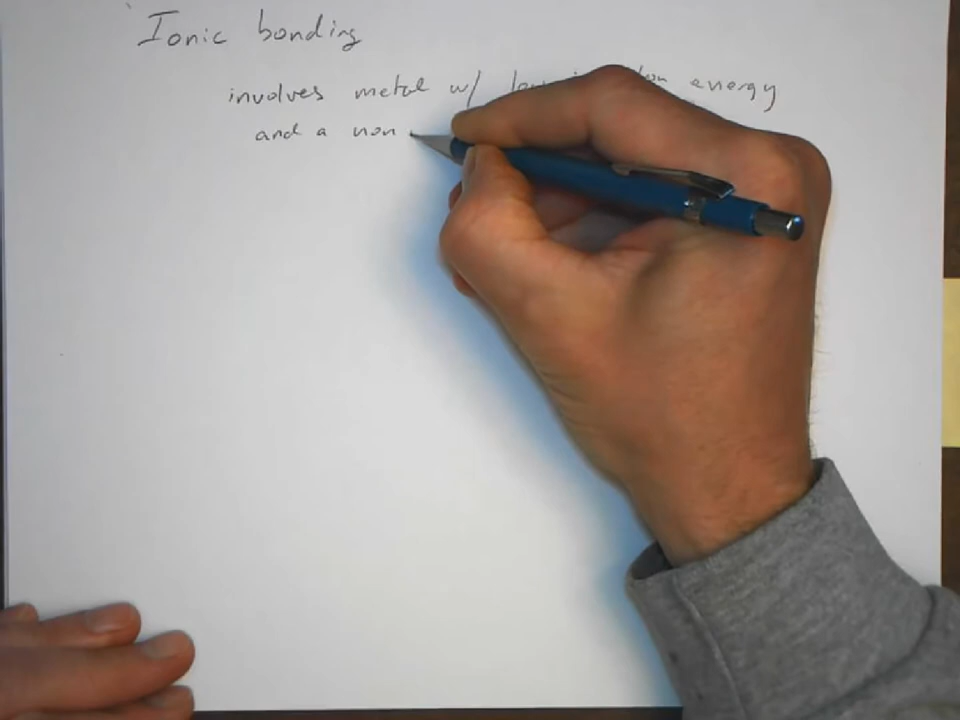 Ionic bonding
involves metal w/ energy
and a non